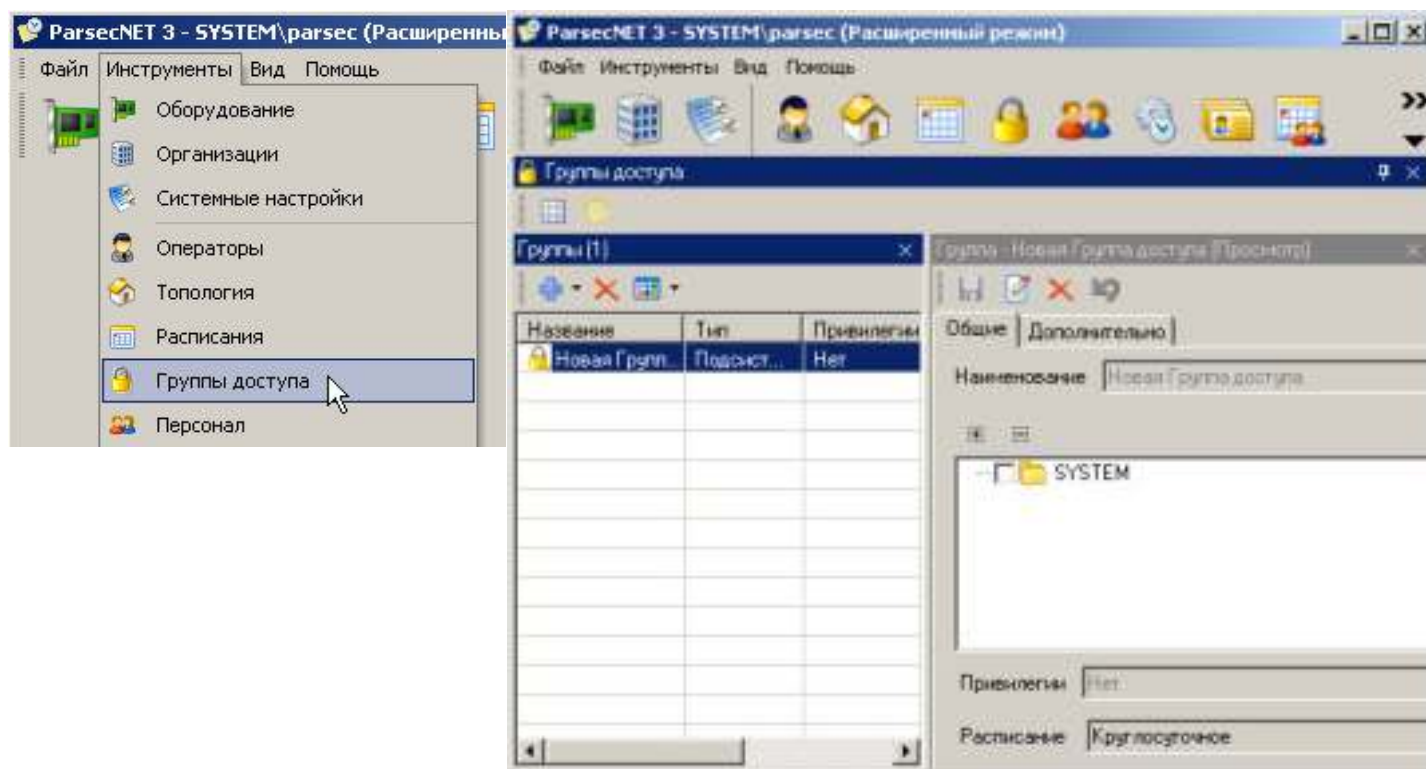 ParsecNET 3 - SYSTEM\parsec (Расширенны
Файл Инструменты Вид Помощь
Оборудование
Организации
Системные настройки
Операторы
Топология
Расписания
Группы доступа
Персонал
ParsecNET 3 - SYSTEM\parsec (Расширенный режим)
Файл Инструменты Вид Помощь
Группы доступа
Группы (1)
Название Тип Привилегии
Новая Групп... Подсист... Нет
Группа - Новая Группа доступа (Просмотр)
Общие Дополнительно
Наименование Новая Группа доступа
SYSTEM
Привилегии Нет
Расписание Круглосуточное